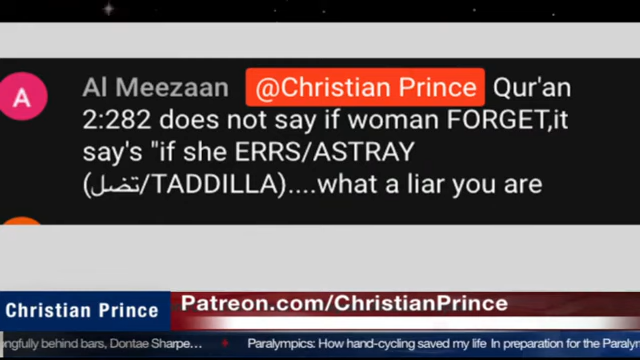 A
Al Meezaan @Christian Prince Qur'an
2:282 does not say if woman FORGET,it
say's "if she ERRS/ASTRAY
(تضل/TADDILLA)....what a liar you are
Christian Prince
Patreon.com/ChristianPrince
ongfully behind bars, Dontae Sharpe... Paralympics: How hand-cycling saved my life In preparation for the Paraly